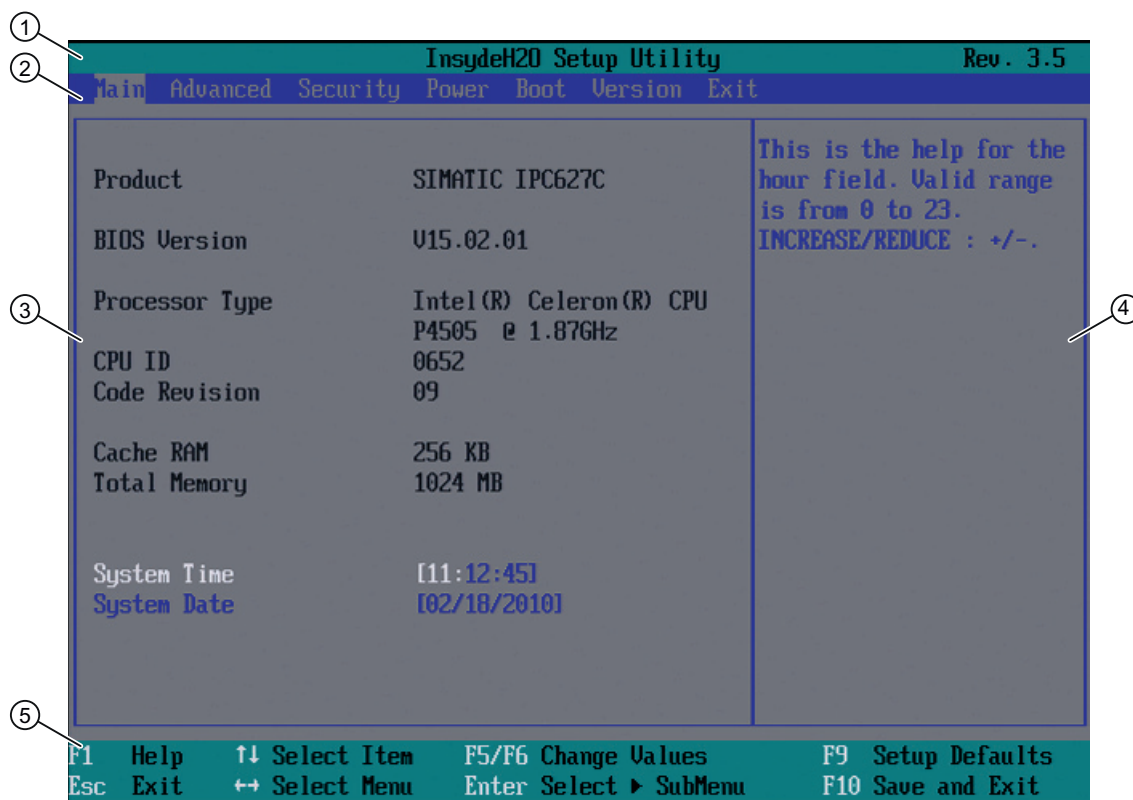 1
InsydeH2O Setup Utility Rev. 3.5
2
Main Advanced Security Power Boot Version Exit
This is the help for the
hour field. Valid range
is from 0 to 23.
INCREASE/REDUCE : +/-.
Product SIMATIC IPC627C
BIOS Version V15.02.01
3
4
Processor Type Intel(R) Celeron(R) CPU
P4505 @ 1.87GHz
CPU ID 0652
Code Revision 09
Cache RAM 256 KB
Total Memory 1024 MB
System Time [11:12:45]
System Date [02/18/2010]
5
F1 Help ↑↓ Select Item F5/F6 Change Values F9 Setup Defaults
Esc Exit ↔ Select Menu Enter Select ▶ SubMenu F10 Save and Exit